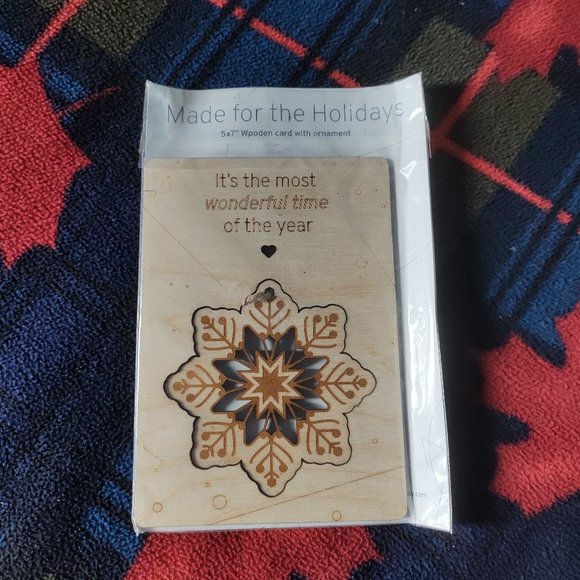 Made for the Holidays
5x7" Wooden card with ornament
It's the most
wonderful time
of the year